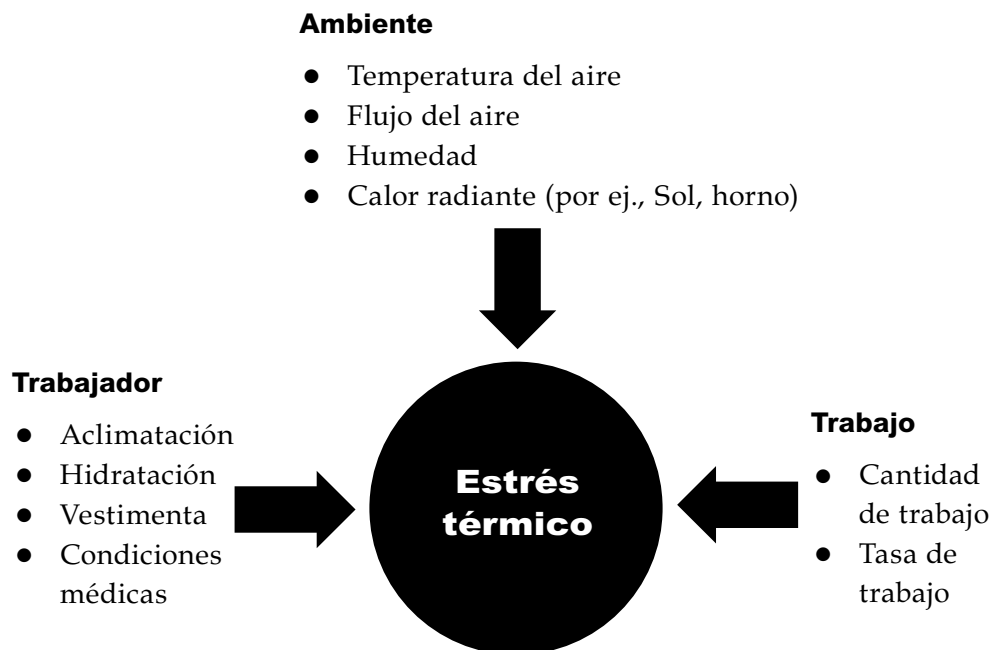 Ambiente
● Temperatura del aire
● Flujo del aire
● Humedad
● Calor radiante (por ej., Sol, horno)
Trabajador
● Aclimatación
● Hidratación
● Vestimenta
● Condiciones
médicas
Estrés
térmico
Trabajo
● Cantidad
de trabajo
● Tasa de
trabajo